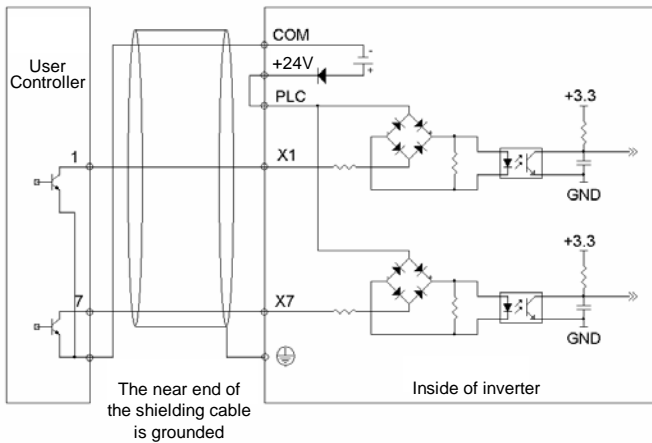 COM
+24V
PLC
User
Controller
1
X1
+3.3
GND
+3.3
7
X7
GND
The near end of
the shielding cable
is grounded
Inside of inverter